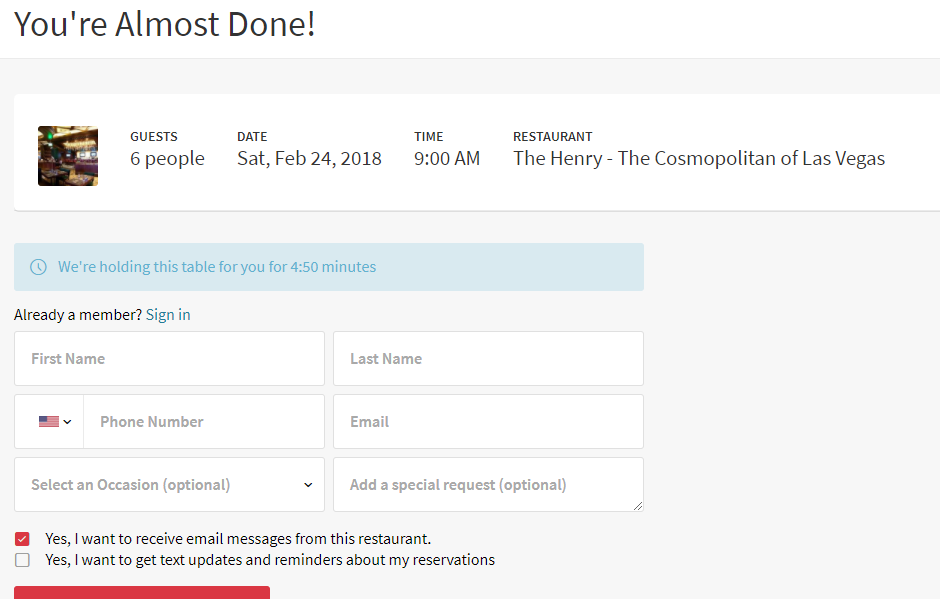 You're Almost Done!
GUESTS DATE TIME RESTAURANT
6 people Sat, Feb 24, 2018 9:00 AM The Henry - The Cosmopolitan of Las Vegas
We're holding this table for you for 4:50 minutes
Already a member? Sign in
First Name Last Name
Phone Number Email
Select an Occasion (optional) Add a special request (optional)
Yes, I want to receive email messages from this restaurant.
Yes, I want to get text updates and reminders about my reservations